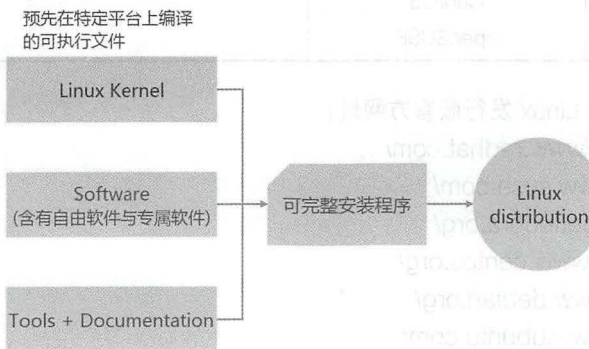 预先在特定平台上编译
的可执行文件
Linux Kernel
Software
(含有自由软件与专属软件)
Tools + Documentation
可完整安装程序
Linux
distribution